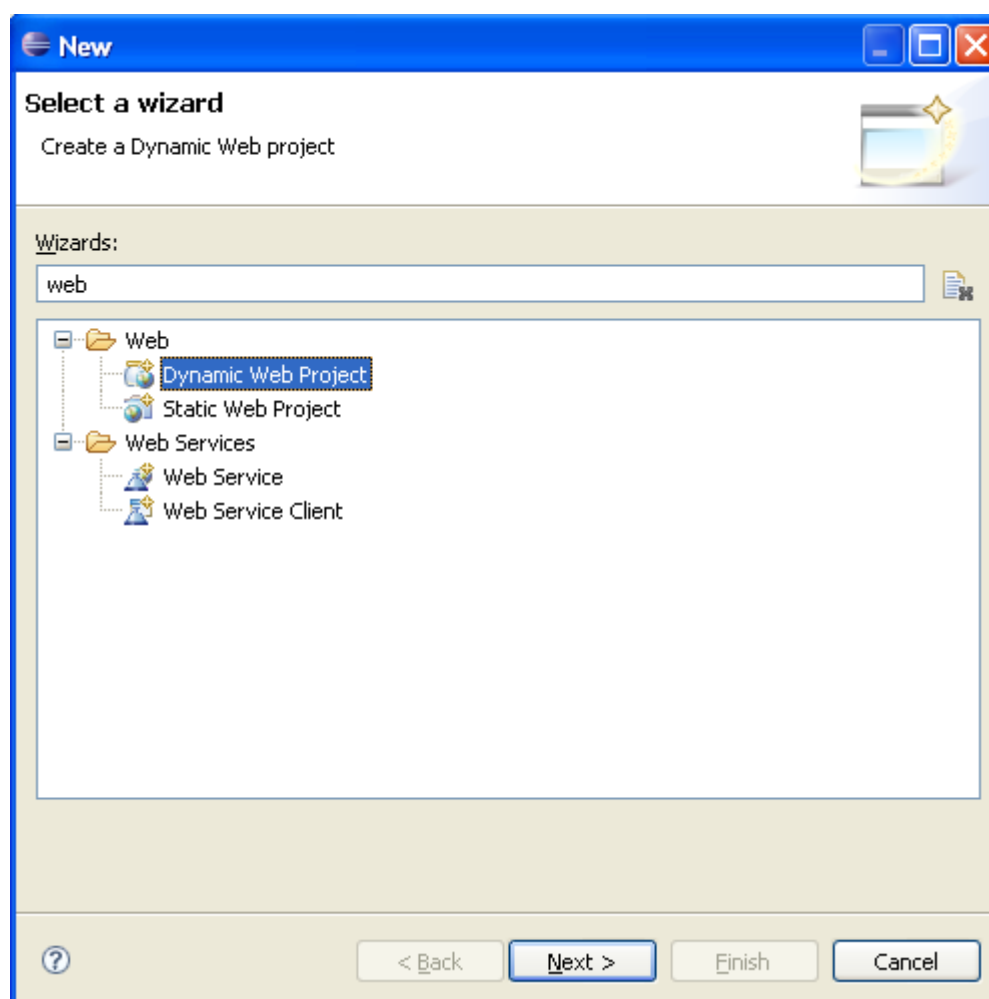 New
Select a wizard
Create a Dynamic Web project
Wizards:
web
Web
Dynamic Web Project
Static Web Project
Web Services
Web Service
Web Service Client
< Back Next > Finish Cancel